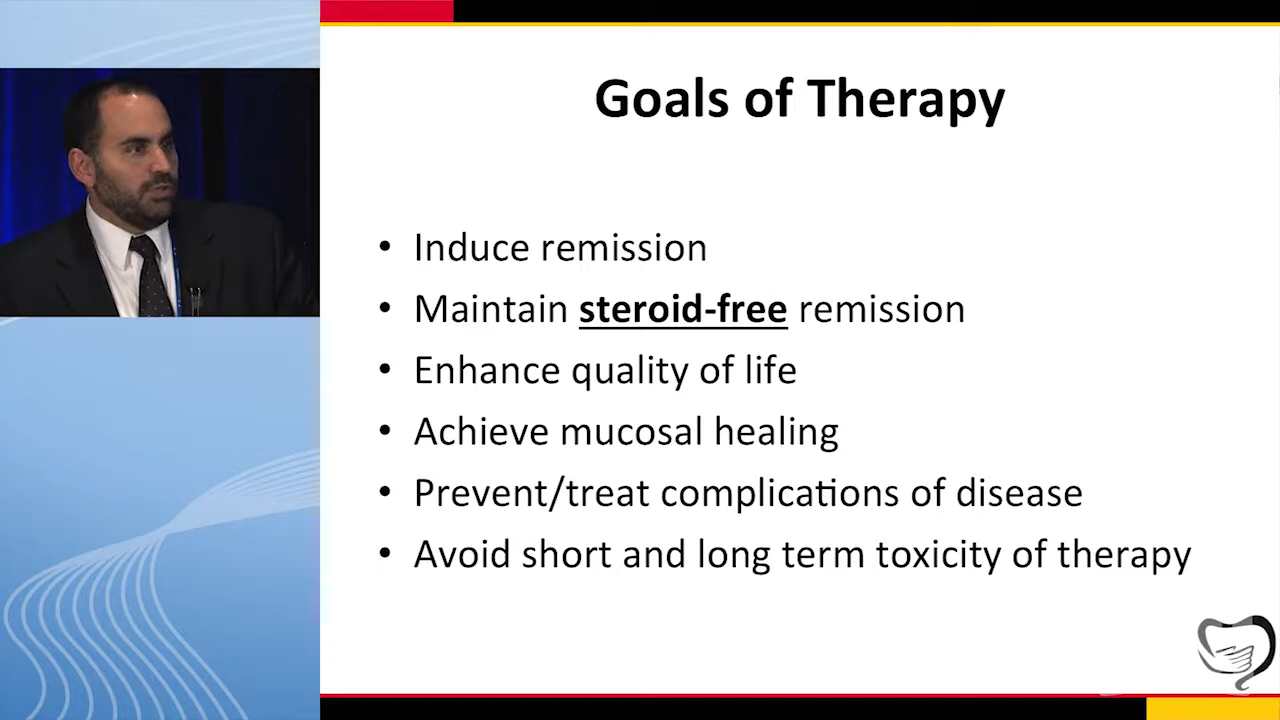 Goals of Therapy
• Induce remission
• Maintain steroid-free remission
• Enhance quality of life
• Achieve mucosal healing
• Prevent/treat complications of disease
• Avoid short and long term toxicity of therapy